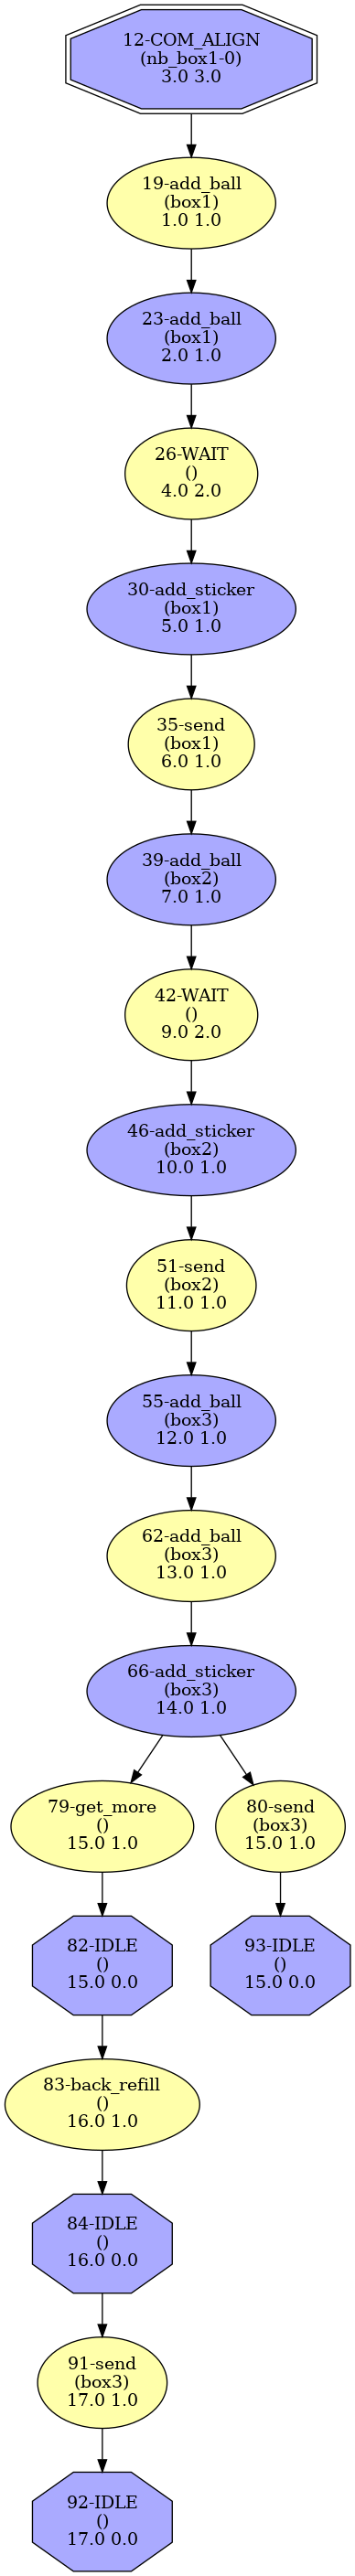 12-COM_ALIGN
(nb_box1-0)
3.0 3.0
19-add_ball
(box1)
1.0 1.0
23-add_ball
(box1)
2.0 1.0
26-WAIT
()
4.0 2.0
30-add_sticker
(box1)
5.0 1.0
35-send
(box1)
6.0 1.0
39-add_ball
(box2)
7.0 1.0
42-WAIT
()
9.0 2.0
46-add_sticker
(box2)
10.0 1.0
51-send
(box2)
11.0 1.0
55-add_ball
(box3)
12.0 1.0
62-add_ball
(box3)
13.0 1.0
66-add_sticker
(box3)
14.0 1.0
79-get_more
()
15.0 1.0
80-send
(box3)
15.0 1.0
82-IDLE
()
15.0 0.0
93-IDLE
()
15.0 0.0
83-back_refill
()
16.0 1.0
84-IDLE
()
16.0 0.0
91-send
(box3)
17.0 1.0
92-IDLE
()
17.0 0.0